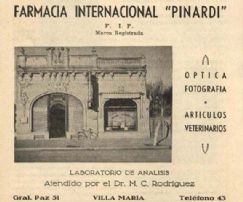 FARMACIA INTERNACIONAL "PINARDI"
F. I. P.
Marca Registrada
OPTICA
FOTOGRAFIA
ARTICULOS
VETERINARIOS
LABORATORIO DE ANALISIS
Atendido por el Dr. M. C. Rodríguez
Gral. Paz 51 VILLA MARIA Teléfono 43